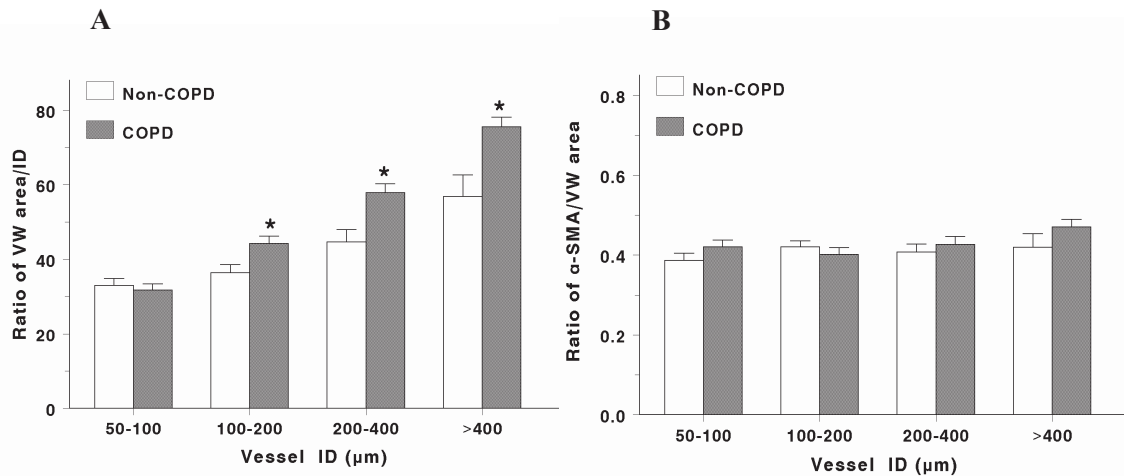 A
Non-COPD
COPD
*
*
*
80
60
40
20
0
Ratio of VW area/ID
50-100 100-200 200-400 >400
Vessel ID (µm)
B
Non-COPD
COPD
0.8
0.6
0.4
0.2
0.0
Ratio of α-SMA/VW area
50-100 100-200 200-400 >400
Vessel ID (µm)